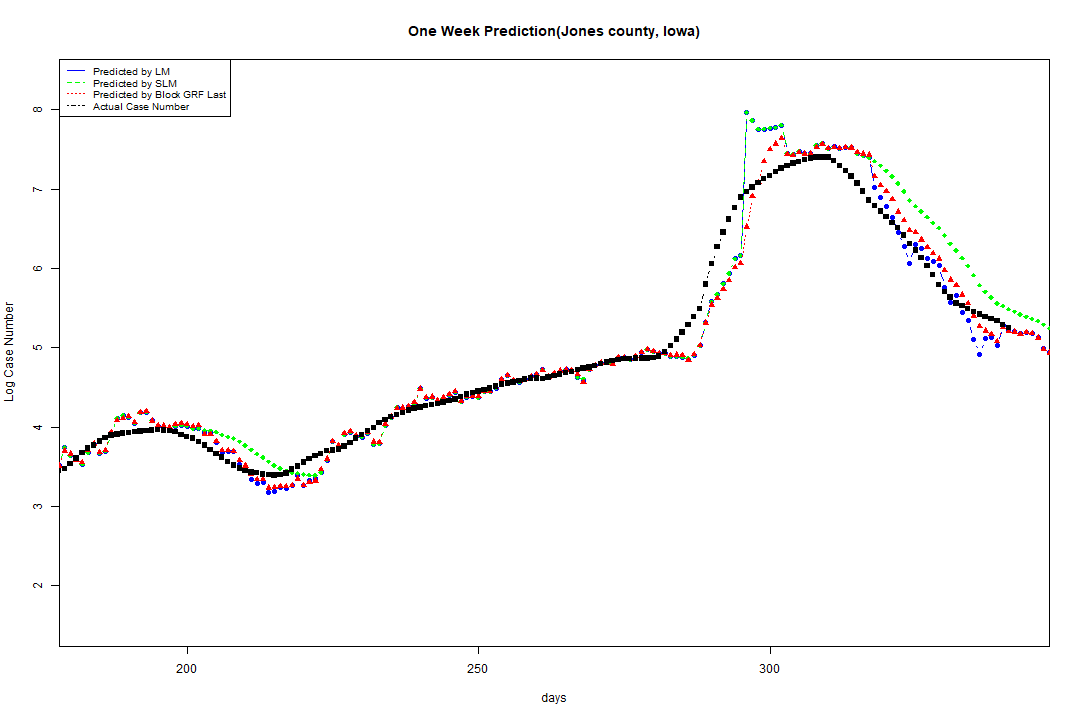 One Week Prediction(Jones county, Iowa)
Predicted by LM
Predicted by SLM
Predicted by Block GRF Last
Actual Case Number
8
7
6
5
4
3
2
Log Case Number
200 250 300
days